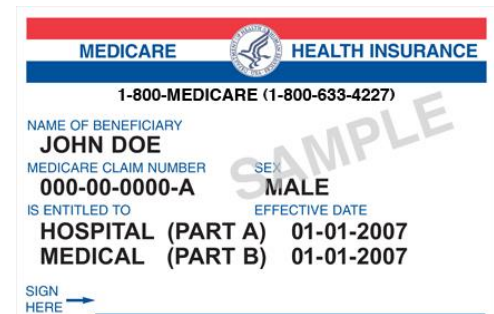 MEDICARE HEALTH INSURANCE
1-800-MEDICARE (1-800-633-4227)
NAME OF BENEFICIARY
JOHN DOE
MEDICARE CLAIM NUMBER SEX
000-00-0000-A MALE
IS ENTITLED TO EFFECTIVE DATE
HOSPITAL (PART A) 01-01-2007
MEDICAL (PART B) 01-01-2007
SIGN
HERE
SAMPLE